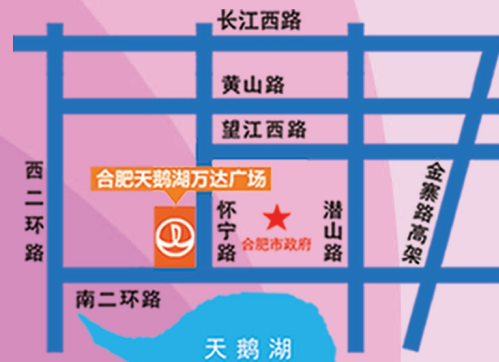 长江西路
黄山路
望江西路
合肥天鹅湖万达广场
西二环路
怀宁路
合肥市政府
潜山路
金寨路高架
南二环路
天鹅湖